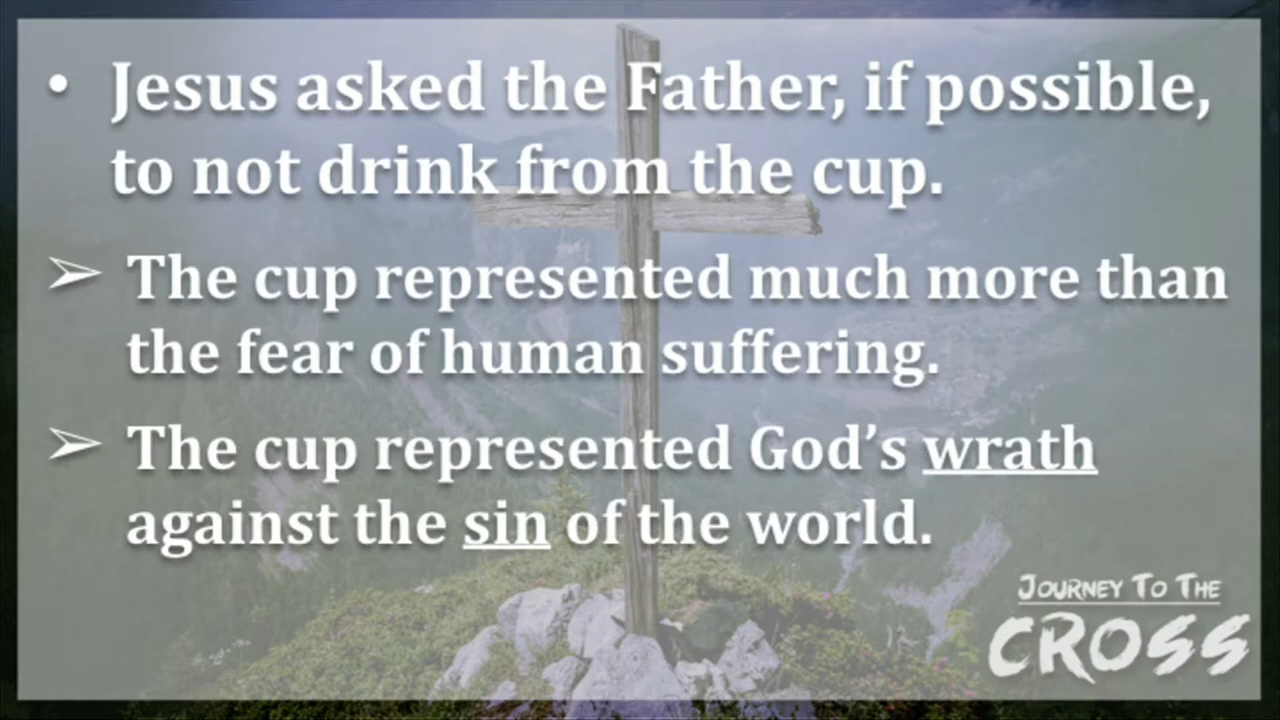 • Jesus asked the Father, if possible,
to not drink from the cup.
➢ The cup represented much more than
the fear of human suffering.
➢ The cup represented God’s wrath
against the sin of the world.
JOURNEY TO THE
CROSS